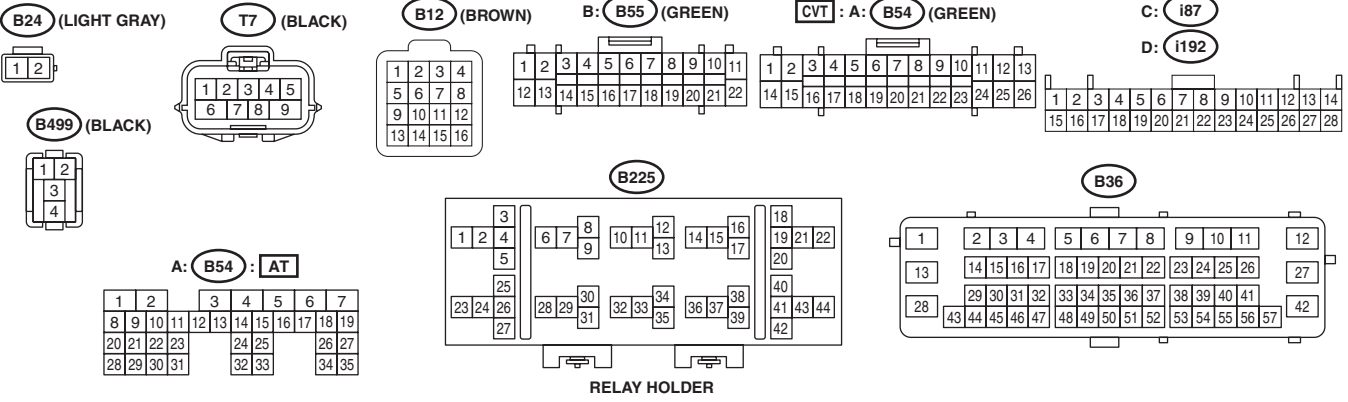 B24 (LIGHT GRAY)
1 2
T7 (BLACK)
1 2 3 4 5
6 7 8 9
B12 (BROWN)
1 2 3 4
5 6 7 8
9 10 11 12
13 14 15 16
B: B55 (GREEN)
1 2 3 4 5 6 7 8 9 10 11
12 13 14 15 16 17 18 19 20 21 22
CVT : A: B54 (GREEN)
1 2 3 4 5 6 7 8 9 10 11 12 13
14 15 16 17 18 19 20 21 22 23 24 25 26
C: i87
D: i192
1 2 3 4 5 6 7 8 9 10 11 12 13 14
15 16 17 18 19 20 21 22 23 24 25 26 27 28
B499 (BLACK)
1 2
3
4
A: B54 : AT
1 2 3 4 5 6 7
8 9 10 11 12 13 14 15 16 17 18 19
20 21 22 23 24 25 26 27
28 29 30 31 32 33 34 35
B225
3 8 12 16 18
1 2 4 6 7 10 11 14 15 19 21 22
9 13 17
5 20
25 30 34 38 40
23 24 26 28 29 32 33 36 37 41 43 44
31 35 39
27 42
RELAY HOLDER
B36
1 2 3 4 5 6 7 8 9 10 11 12
13 14 15 16 17 18 19 20 21 22 23 24 25 26 27
28 29 30 31 32 33 34 35 36 37 38 39 40 41 42
43 44 45 46 47 48 49 50 51 52 53 54 55 56 57